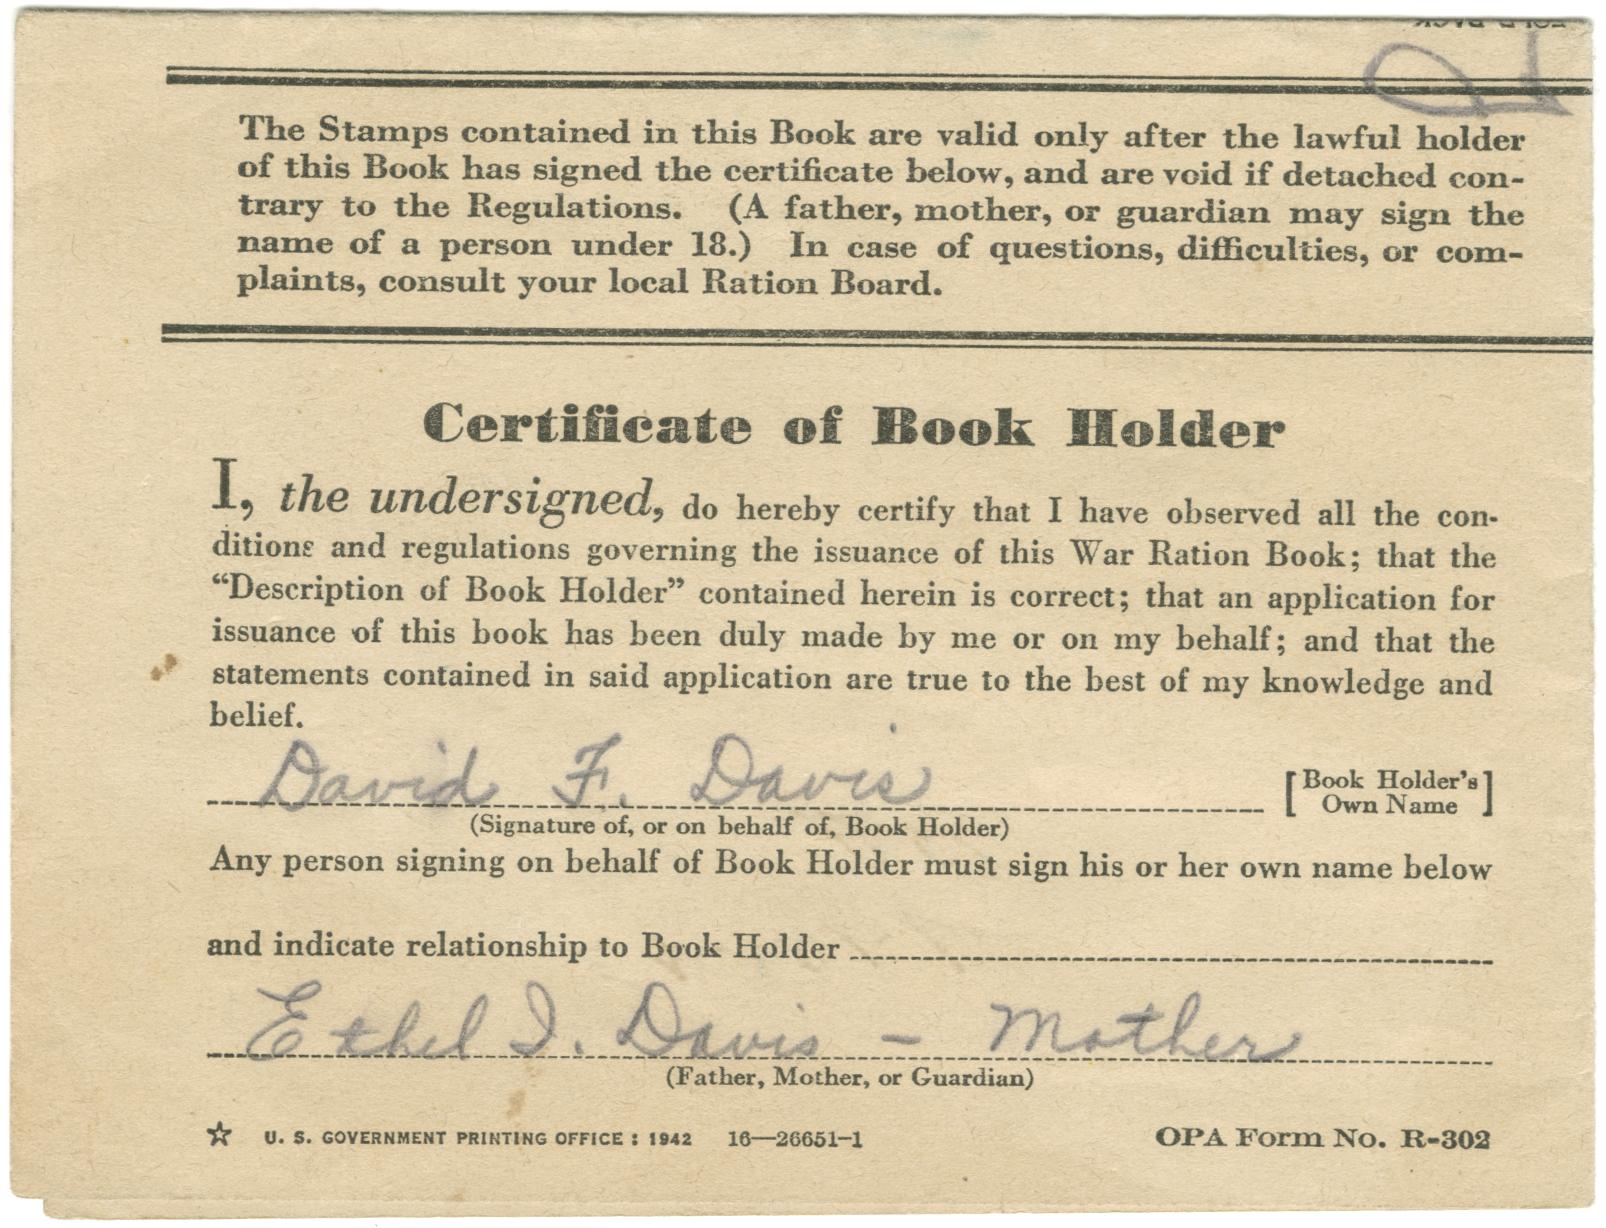 FOLD BACK
The Stamps contained in this Book are valid only after the lawful holder
of this Book has signed the certificate below, and are void if detached con-
trary to the Regulations. (A father, mother, or guardian may sign the
name of a person under 18.) In case of questions, difficulties, or com-
plaints, consult your local Ration Board.
Certificate of Book Holder
I, the undersigned, do hereby certify that I have observed all the con-
ditions and regulations governing the issuance of this War Ration Book; that the
“Description of Book Holder” contained herein is correct; that an application for
issuance of this book has been duly made by me or on my behalf; and that the
statements contained in said application are true to the best of my knowledge and
belief.
David F. Davis [Book Holder's
Own Name]
(Signature of, or on behalf of, Book Holder)
Any person signing on behalf of Book Holder must sign his or her own name below
and indicate relationship to Book Holder
Ethel I. Davis - Mother
(Father, Mother, or Guardian)
☆ U. S. GOVERNMENT PRINTING OFFICE : 1942 16—26651-1 OPA Form No. R-302